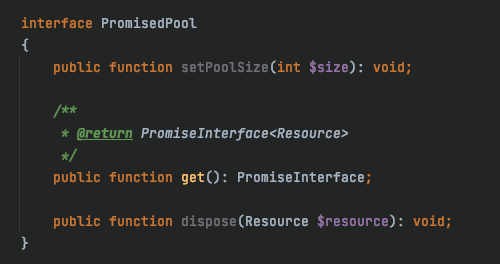 interface PromisedPool
{
    public function setPoolSize(int $size): void;

    /**
     * @return PromiseInterface<Resource>
     */
    public function get(): PromiseInterface;

    public function dispose(Resource $resource): void;
}